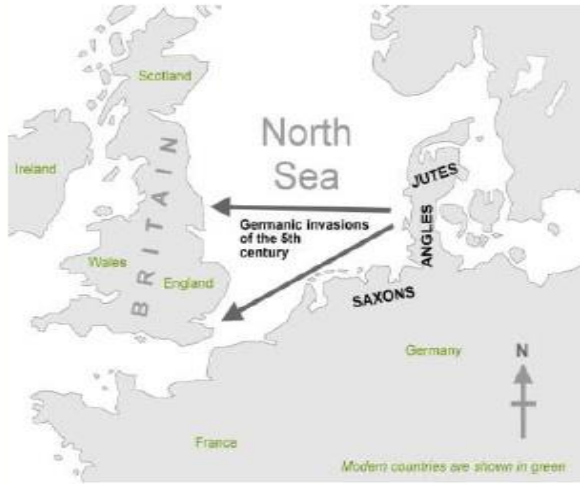 Scotland
North
Sea
Ireland
BRITAIN
JUTES
ANGLES
Germanic invasions
of the 5th
century
Wales
England
SAXONS
Germany
N
France
Modern countries are shown in green